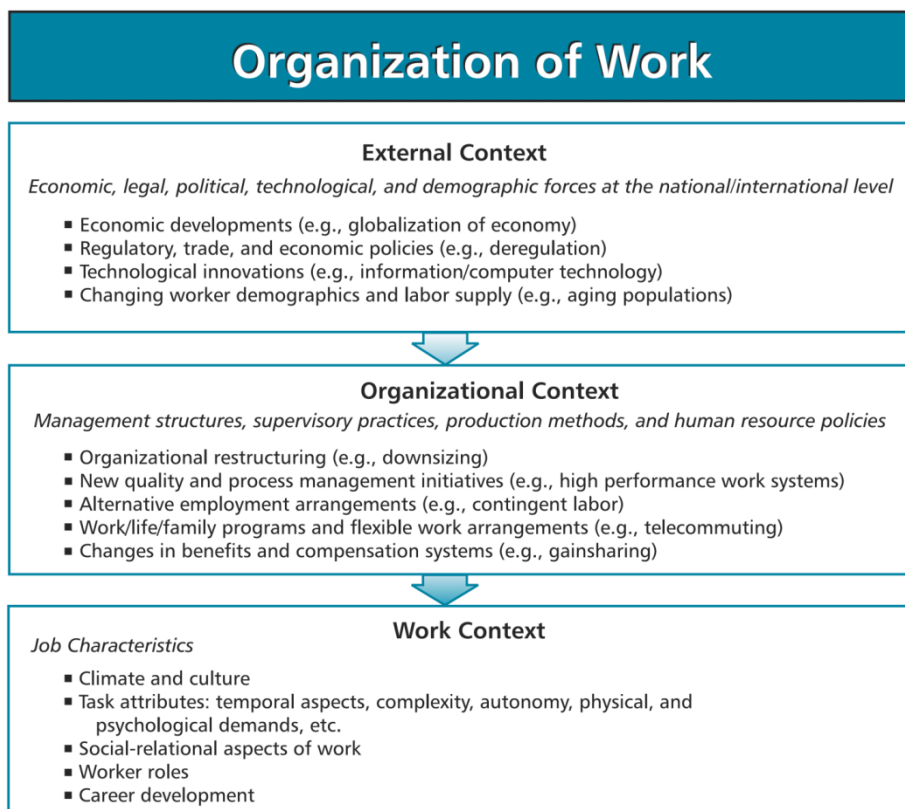 Organization of Work
External Context
Economic, legal, political, technological, and demographic forces at the national/international level
▪ Economic developments (e.g., globalization of economy)
▪ Regulatory, trade, and economic policies (e.g., deregulation)
▪ Technological innovations (e.g., information/computer technology)
▪ Changing worker demographics and labor supply (e.g., aging populations)
Organizational Context
Management structures, supervisory practices, production methods, and human resource policies
▪ Organizational restructuring (e.g., downsizing)
▪ New quality and process management initiatives (e.g., high performance work systems)
▪ Alternative employment arrangements (e.g., contingent labor)
▪ Work/life/family programs and flexible work arrangements (e.g., telecommuting)
▪ Changes in benefits and compensation systems (e.g., gainsharing)
Work Context
Job Characteristics
▪ Climate and culture
▪ Task attributes: temporal aspects, complexity, autonomy, physical, and
psychological demands, etc.
▪ Social-relational aspects of work
▪ Worker roles
▪ Career development